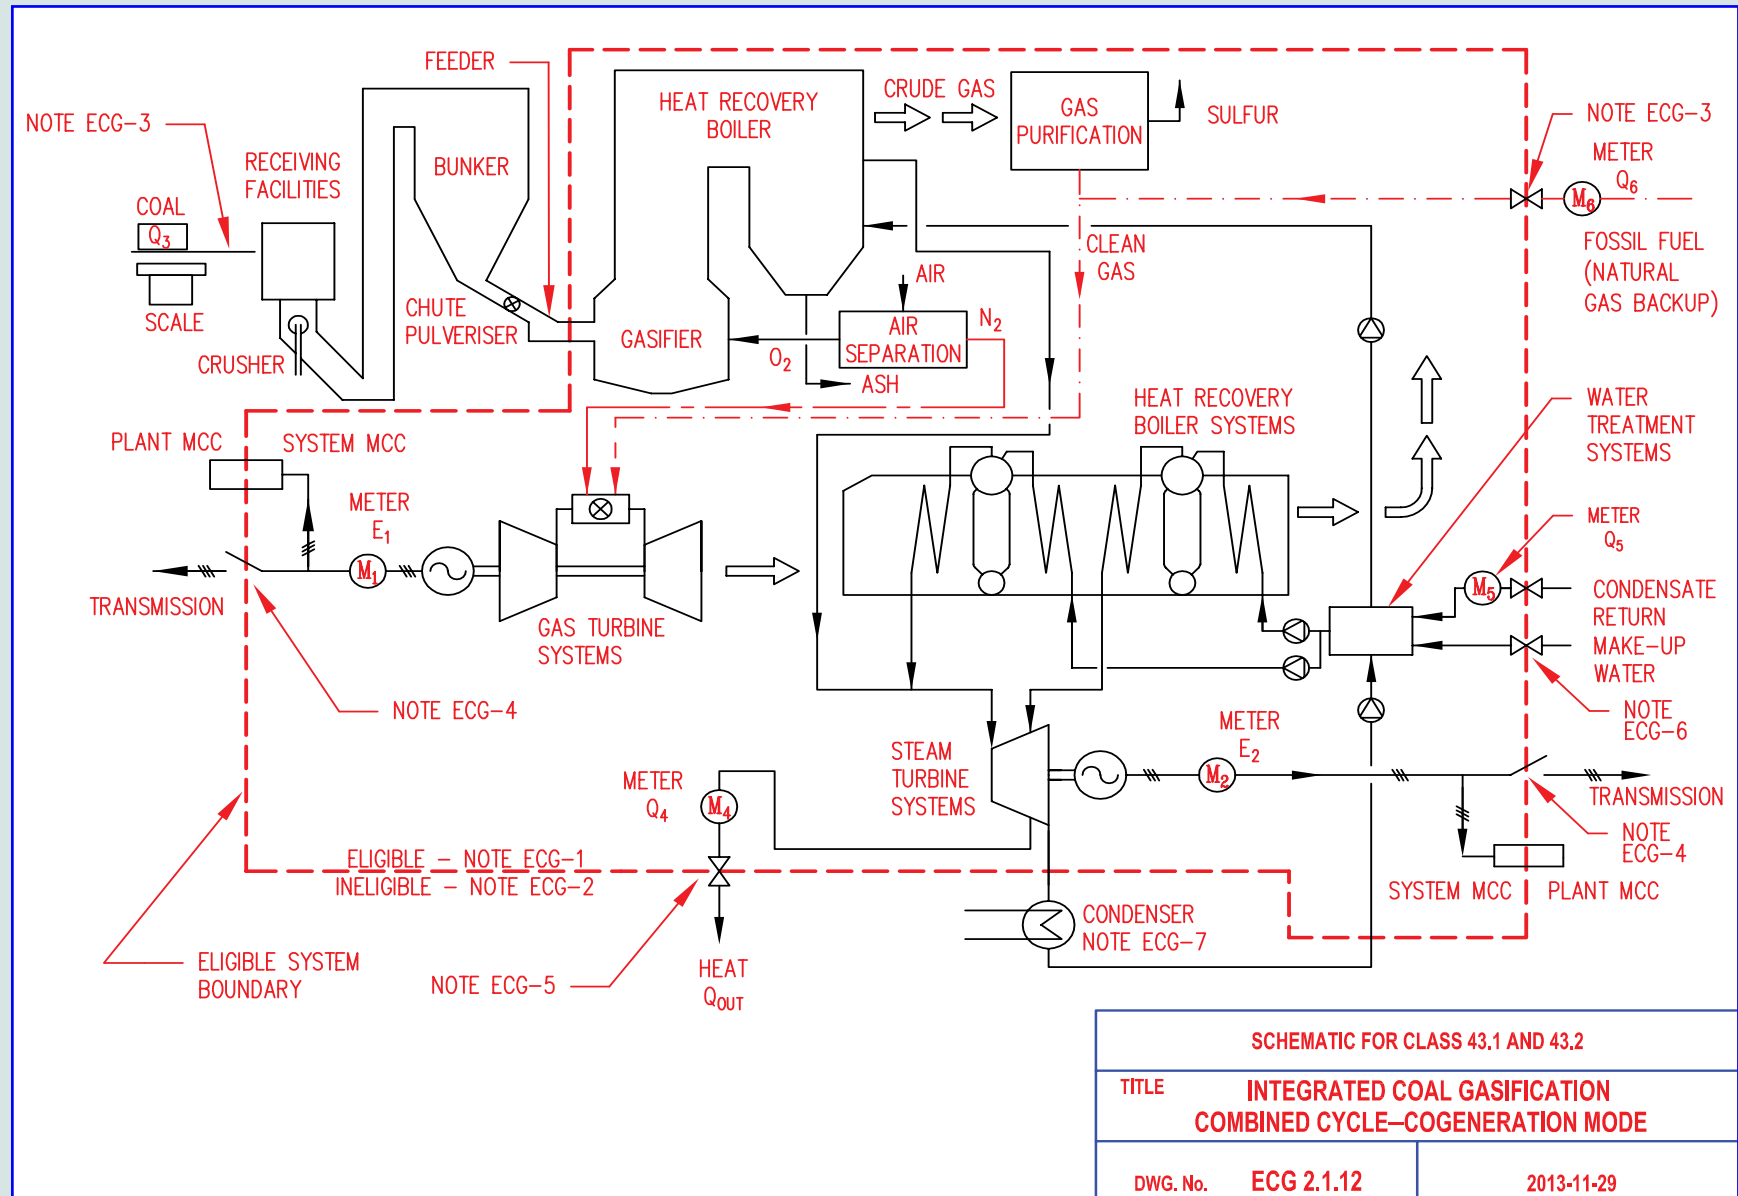 FEEDER
NOTE ECG-3
RECEIVING
FACILITIES
COAL
Q3
SCALE
CRUSHER
BUNKER
CHUTE
PULVERISER
HEAT RECOVERY
BOILER
GASIFIER
CRUDE GAS
GAS
PURIFICATION
SULFUR
NOTE ECG-3
METER
Q6
M6
FOSSIL FUEL
(NATURAL
GAS BACKUP)
CLEAN
GAS
AIR
AIR
SEPARATION
N2
O2
ASH
HEAT RECOVERY
BOILER SYSTEMS
WATER
TREATMENT
SYSTEMS
METER
Q5
M5
CONDENSATE
RETURN
MAKE-UP
WATER
NOTE
ECG-6
PLANT MCC
SYSTEM MCC
METER
E1
M1
TRANSMISSION
GAS TURBINE
SYSTEMS
NOTE ECG-4
STEAM
TURBINE
SYSTEMS
METER
E2
M2
TRANSMISSION
NOTE
ECG-4
SYSTEM MCC
PLANT MCC
METER
Q4
M4
ELIGIBLE - NOTE ECG-1
INELIGIBLE - NOTE ECG-2
CONDENSER
NOTE ECG-7
ELIGIBLE SYSTEM
BOUNDARY
NOTE ECG-5
HEAT
QOUT
SCHEMATIC FOR CLASS 43.1 AND 43.2
TITLE INTEGRATED COAL GASIFICATION
COMBINED CYCLE–COGENERATION MODE
DWG. No. ECG 2.1.12 2013-11-29